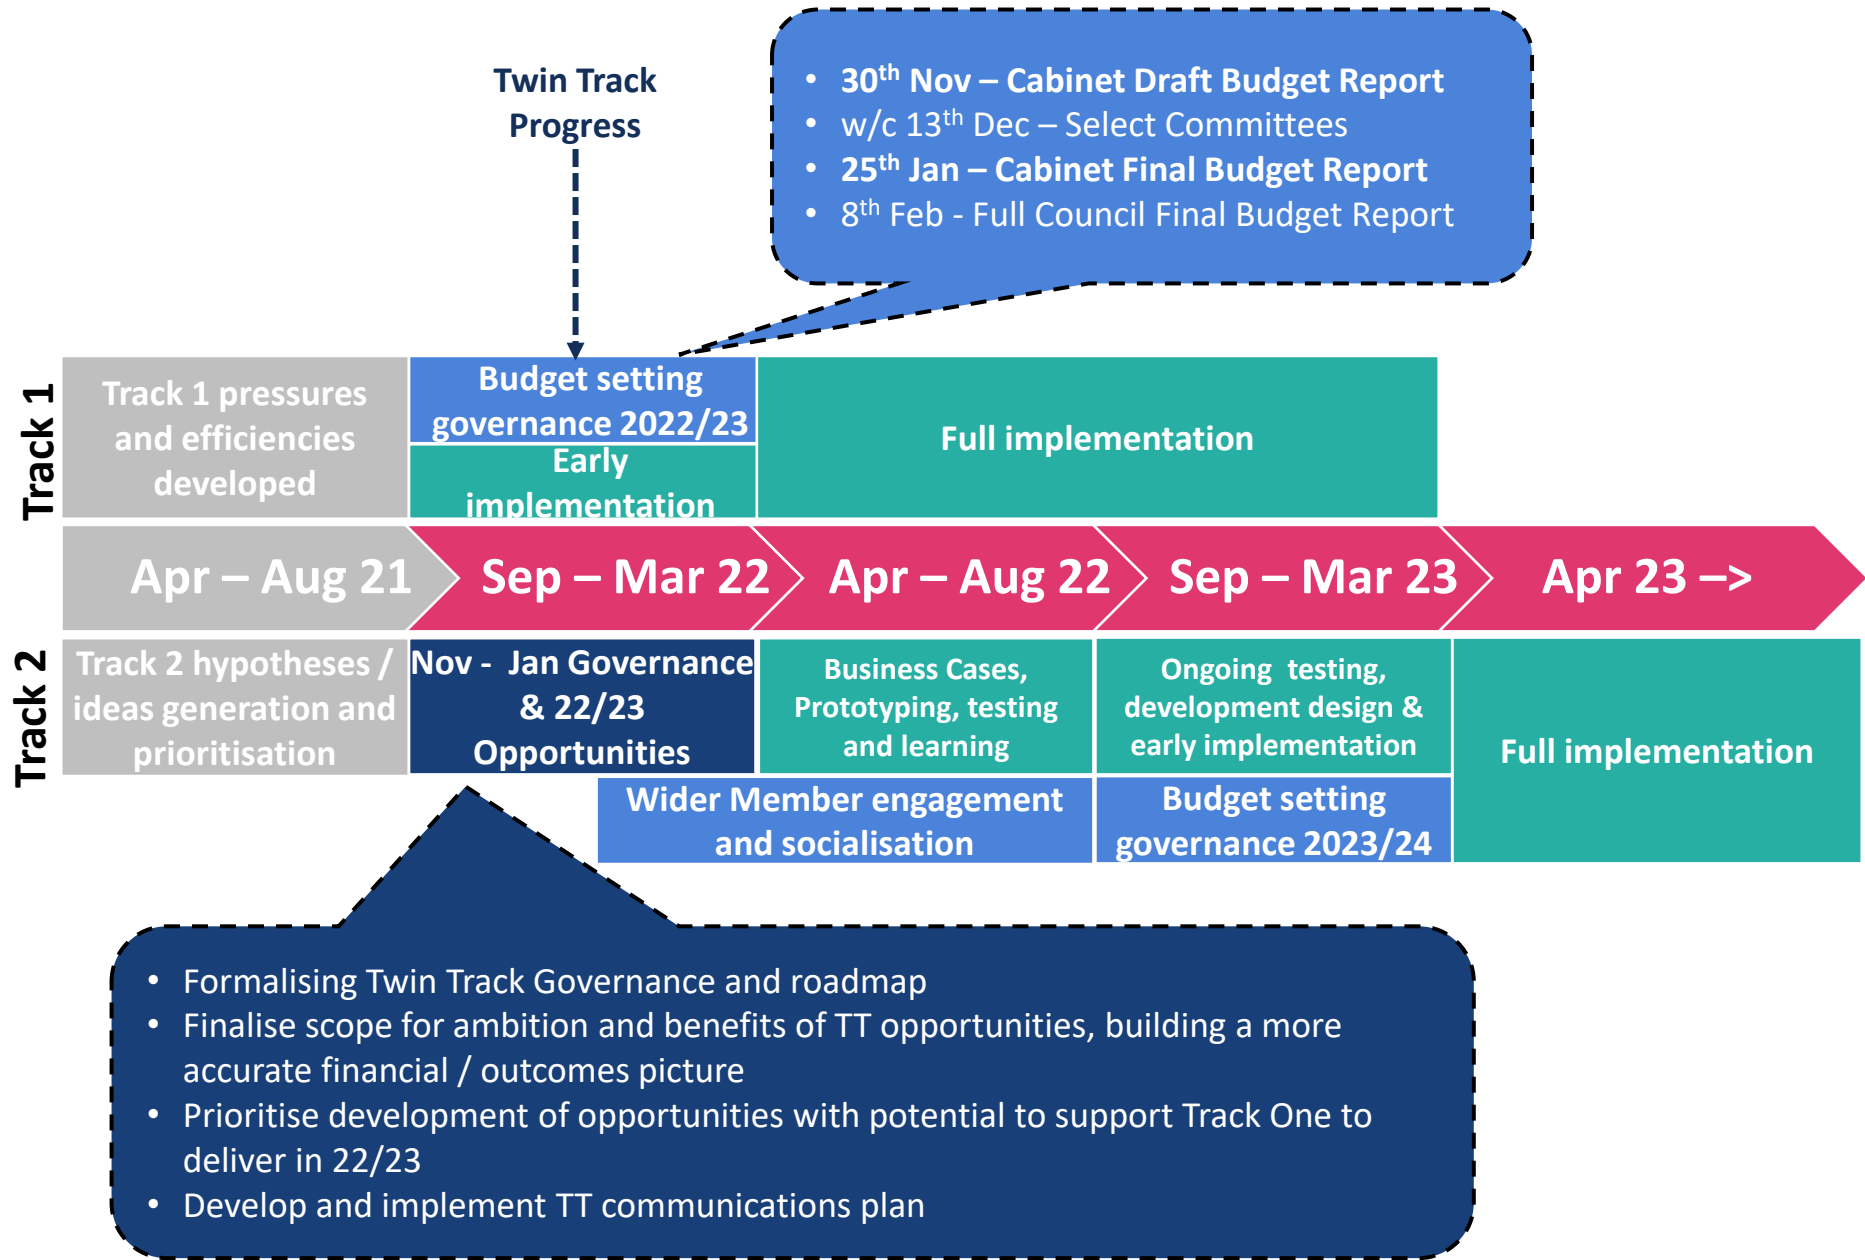 Twin Track
Progress
• 30th Nov – Cabinet Draft Budget Report
• w/c 13th Dec – Select Committees
• 25th Jan – Cabinet Final Budget Report
• 8th Feb - Full Council Final Budget Report
Track 1
Track 1 pressures
and efficiencies
developed
Budget setting
governance 2022/23
Early
implementation
Full implementation
Apr – Aug 21
Sep – Mar 22
Apr – Aug 22
Sep – Mar 23
Apr 23 –>
Track 2
Track 2 hypotheses /
ideas generation and
prioritisation
Nov - Jan Governance
& 22/23
Opportunities
Business Cases,
Prototyping, testing
and learning
Ongoing testing,
development design &
early implementation
Full implementation
Wider Member engagement
and socialisation
Budget setting
governance 2023/24
• Formalising Twin Track Governance and roadmap
• Finalise scope for ambition and benefits of TT opportunities, building a more
accurate financial / outcomes picture
• Prioritise development of opportunities with potential to support Track One to
deliver in 22/23
• Develop and implement TT communications plan